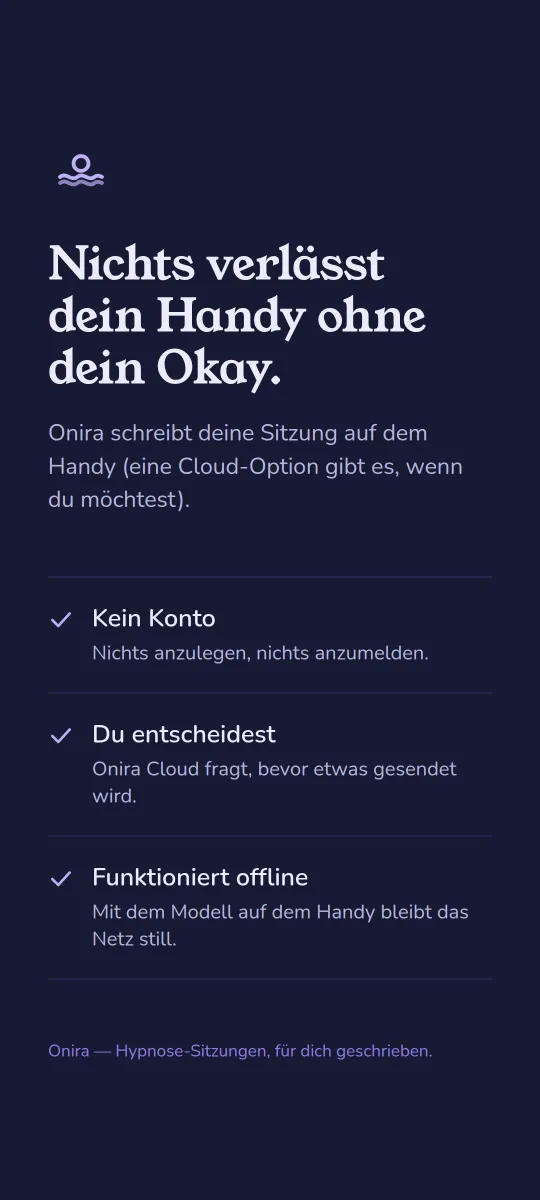 Nichts verlässt
dein Handy ohne
dein Okay.
Onira schreibt deine Sitzung auf dem
Handy (eine Cloud-Option gibt es, wenn
du möchtest).
Kein Konto
Nichts anzulegen, nichts anzumelden.
Du entscheidest
Onira Cloud fragt, bevor etwas gesendet
wird.
Funktioniert offline
Mit dem Modell auf dem Handy bleibt das
Netz still.
Onira — Hypnose-Sitzungen, für dich geschrieben.